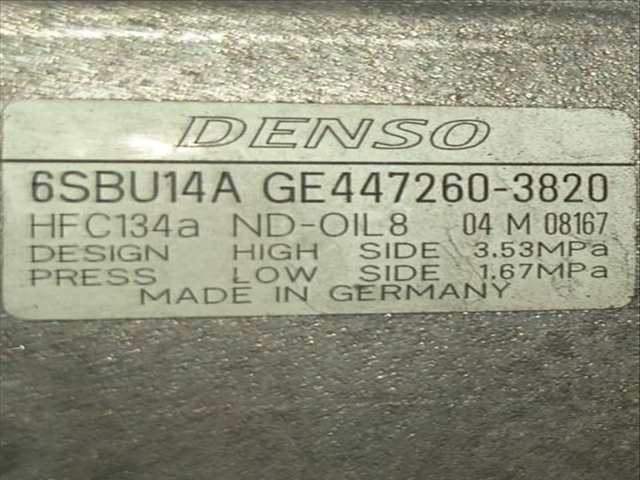 DENSO
6SBU14A GE447260-3820
HFC134a ND-OIL8 04 M 08167
DESIGN HIGH SIDE 3.53MPa
PRESS LOW SIDE 1.67MPa
MADE IN GERMANY